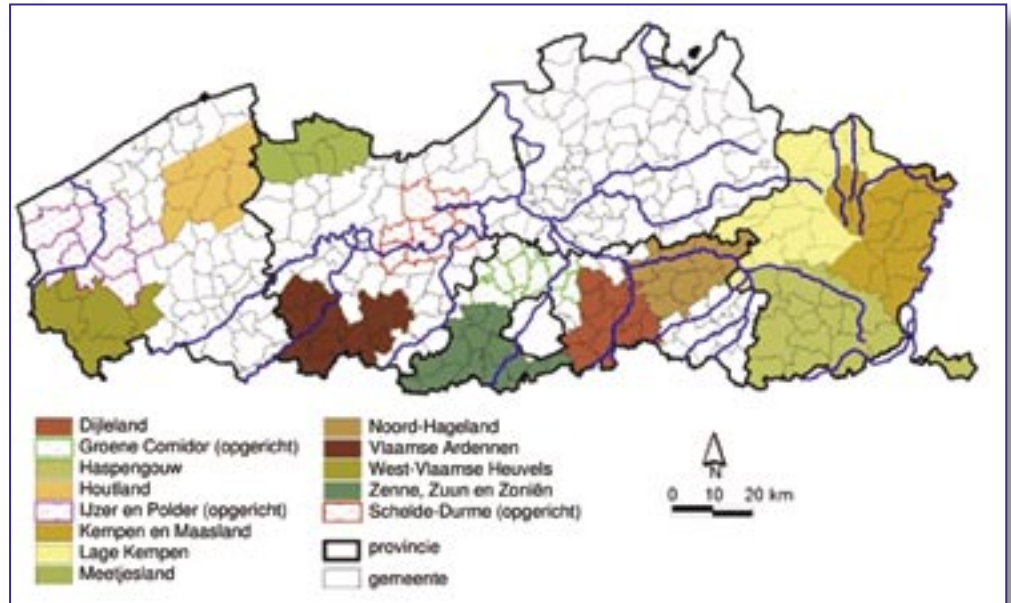 Dijleland
Groene Corridor (opgericht)
Haspengouw
Houtland
IJzer en Polder (opgericht)
Kempen en Maasland
Lage Kempen
Meetjesland
Noord-Hageland
Vlaamse Ardennen
West-Vlaamse Heuvels
Zenne, Zuun en Zoniën
Schelde-Durme (opgericht)
provincie
gemeente
N
0 10 20 km